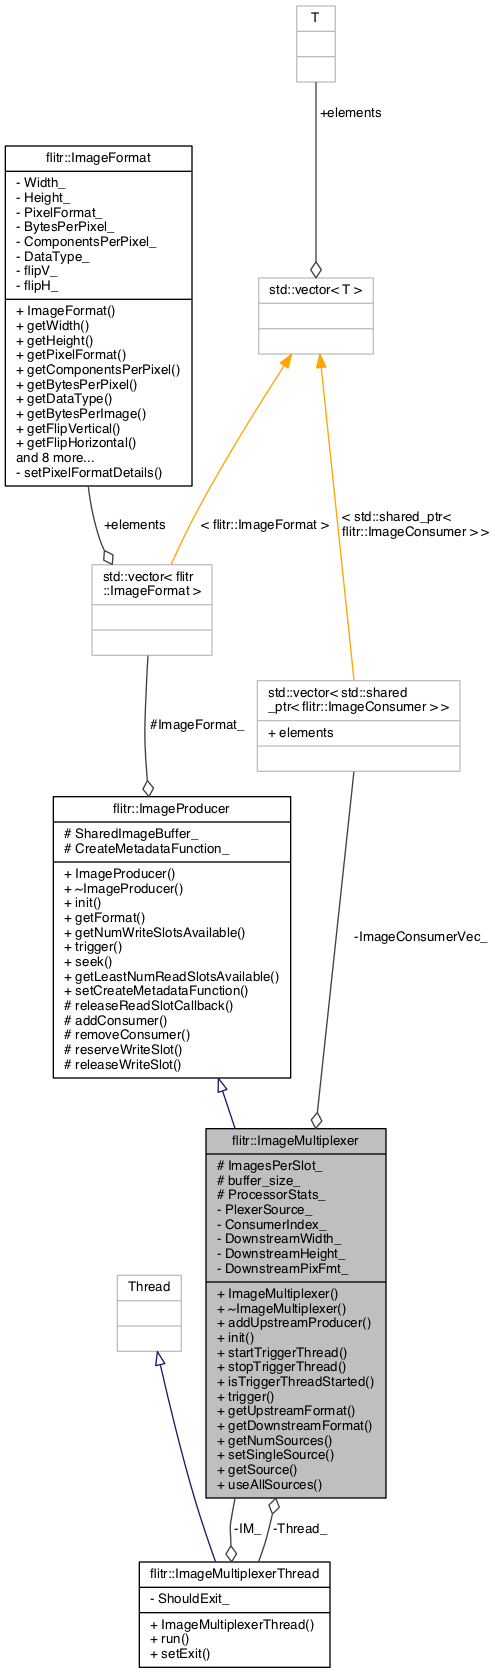 T
+elements
flitr::ImageFormat
- Width_
- Height_
- PixelFormat_
- BytesPerPixel_
- ComponentsPerPixel_
- DataType_
- flipV_
- flipH_
+ ImageFormat()
+ getWidth()
+ getHeight()
+ getPixelFormat()
+ getComponentsPerPixel()
+ getBytesPerPixel()
+ getDataType()
+ getBytesPerImage()
+ getFlipVertical()
+ getFlipHorizontal()
and 8 more...
- setPixelFormatDetails()
std::vector< T >
+elements
< flitr::ImageFormat >
< std::shared_ptr<
flitr::ImageConsumer > >
std::vector< flitr
::ImageFormat >
std::vector< std::shared
_ptr< flitr::ImageConsumer > >
+ elements
#ImageFormat_
flitr::ImageProducer
# SharedImageBuffer_
# CreateMetadataFunction_
+ ImageProducer()
+ ~ImageProducer()
+ init()
+ getFormat()
+ getNumWriteSlotsAvailable()
+ trigger()
+ seek()
+ getLeastNumReadSlotsAvailable()
+ setCreateMetadataFunction()
# releaseReadSlotCallback()
# addConsumer()
# removeConsumer()
# reserveWriteSlot()
# releaseWriteSlot()
-ImageConsumerVec_
flitr::ImageMultiplexer
# ImagesPerSlot_
# buffer_size_
# ProcessorStats_
- PlexerSource_
- ConsumerIndex_
- DownstreamWidth_
- DownstreamHeight_
- DownstreamPixFmt_
+ ImageMultiplexer()
+ ~ImageMultiplexer()
+ addUpstreamProducer()
+ init()
+ startTriggerThread()
+ stopTriggerThread()
+ isTriggerThreadStarted()
+ trigger()
+ getUpstreamFormat()
+ getDownstreamFormat()
+ getNumSources()
+ setSingleSource()
+ getSource()
+ useAllSources()
Thread
-IM_
-Thread_
flitr::ImageMultiplexerThread
- ShouldExit_
+ ImageMultiplexerThread()
+ run()
+ setExit()